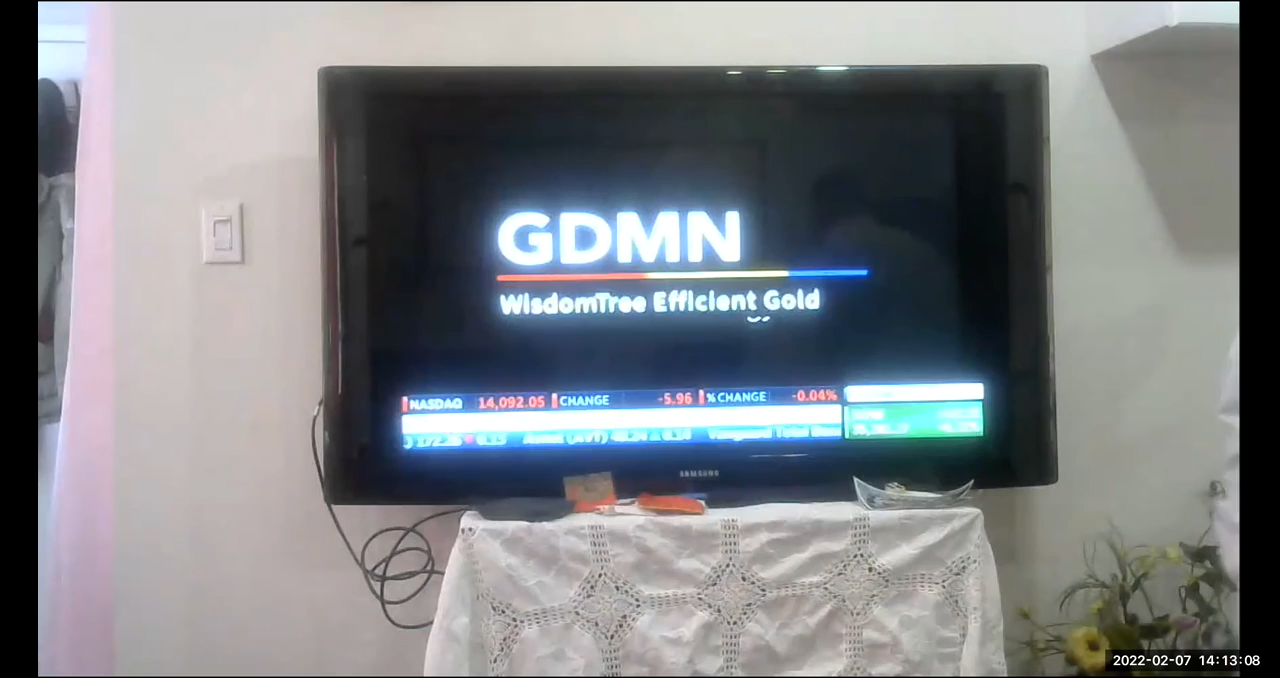 GDMN
WisdomTree Efficient Gold
NASDAQ 14,092.05 CHANGE -5.96 % CHANGE -0.04%
SAMSUNG
2022-02-07 14:13:08